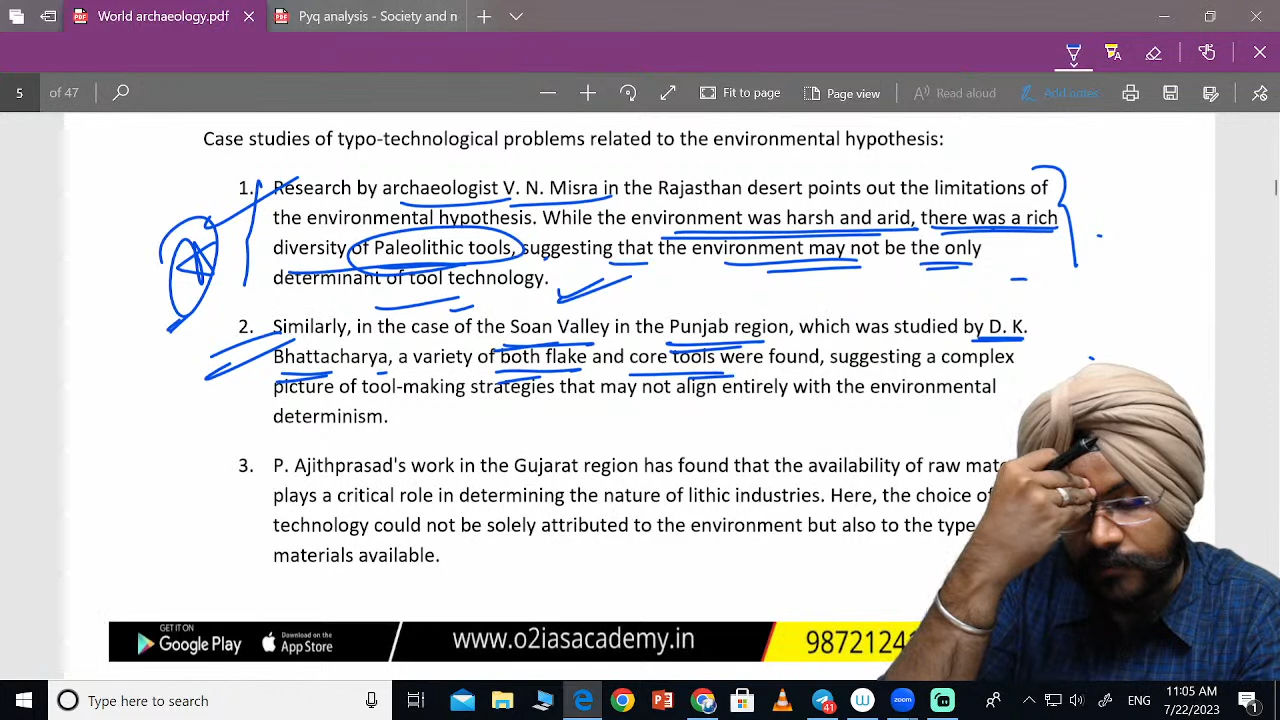 World archaeology.pdf
Pyq analysis - Society and n
5 of 47
Fit to page
Page view
Read aloud
Add notes
Case studies of typo-technological problems related to the environmental hypothesis:
1. Research by archaeologist V. N. Misra in the Rajasthan desert points out the limitations of
the environmental hypothesis. While the environment was harsh and arid, there was a rich
diversity of Paleolithic tools, suggesting that the environment may not be the only
determinant of tool technology.
2. Similarly, in the case of the Soan Valley in the Punjab region, which was studied by D. K.
Bhattacharya, a variety of both flake and core tools were found, suggesting a complex
picture of tool-making strategies that may not align entirely with the environmental
determinism.
3. P. Ajithprasad's work in the Gujarat region has found that the availability of raw
plays a critical role in determining the nature of lithic industries. Here, the choice of
technology could not be solely attributed to the environment but also to the type
materials available.
GET IT ON
Google Play
Download on the
App Store
www.o2iasacademy.in
Type here to search
41
ENG
11:05 AM
7/22/2023